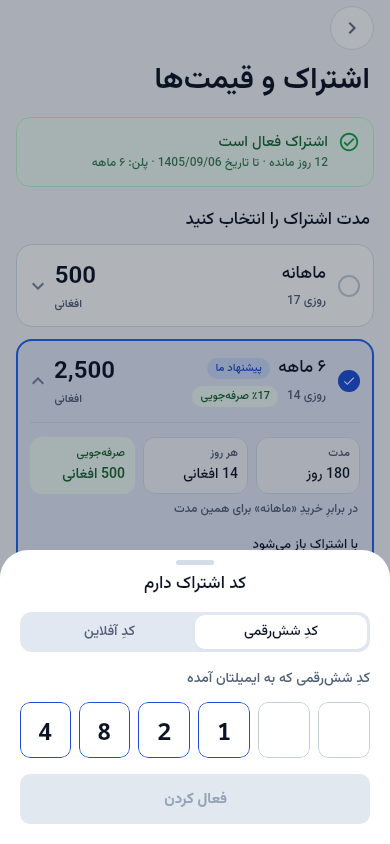 اشتراک و قیمت‌ها
اشتراک فعال است
12 روز مانده · تا تاریخ 1405/09/06 · پلن: ۶ ماهه
مدت اشتراک را انتخاب کنید
ماهانه
500
روزی 17
افغانی
۶ ماهه
پیشنهاد ما
2,500
روزی 14
17٪ صرفه‌جویی
افغانی
مدت
هر روز
صرفه‌جویی
180 روز
14 افغانی
500 افغانی
در برابرِ خریدِ «ماهانه» برای همین مدت
با اشتراک باز می‌شود
کد اشتراک دارم
کدِ شش‌رقمی
کدِ آفلاین
کدِ شش‌رقمی که به ایمیلتان آمده
4 8 2 1
فعال کردن